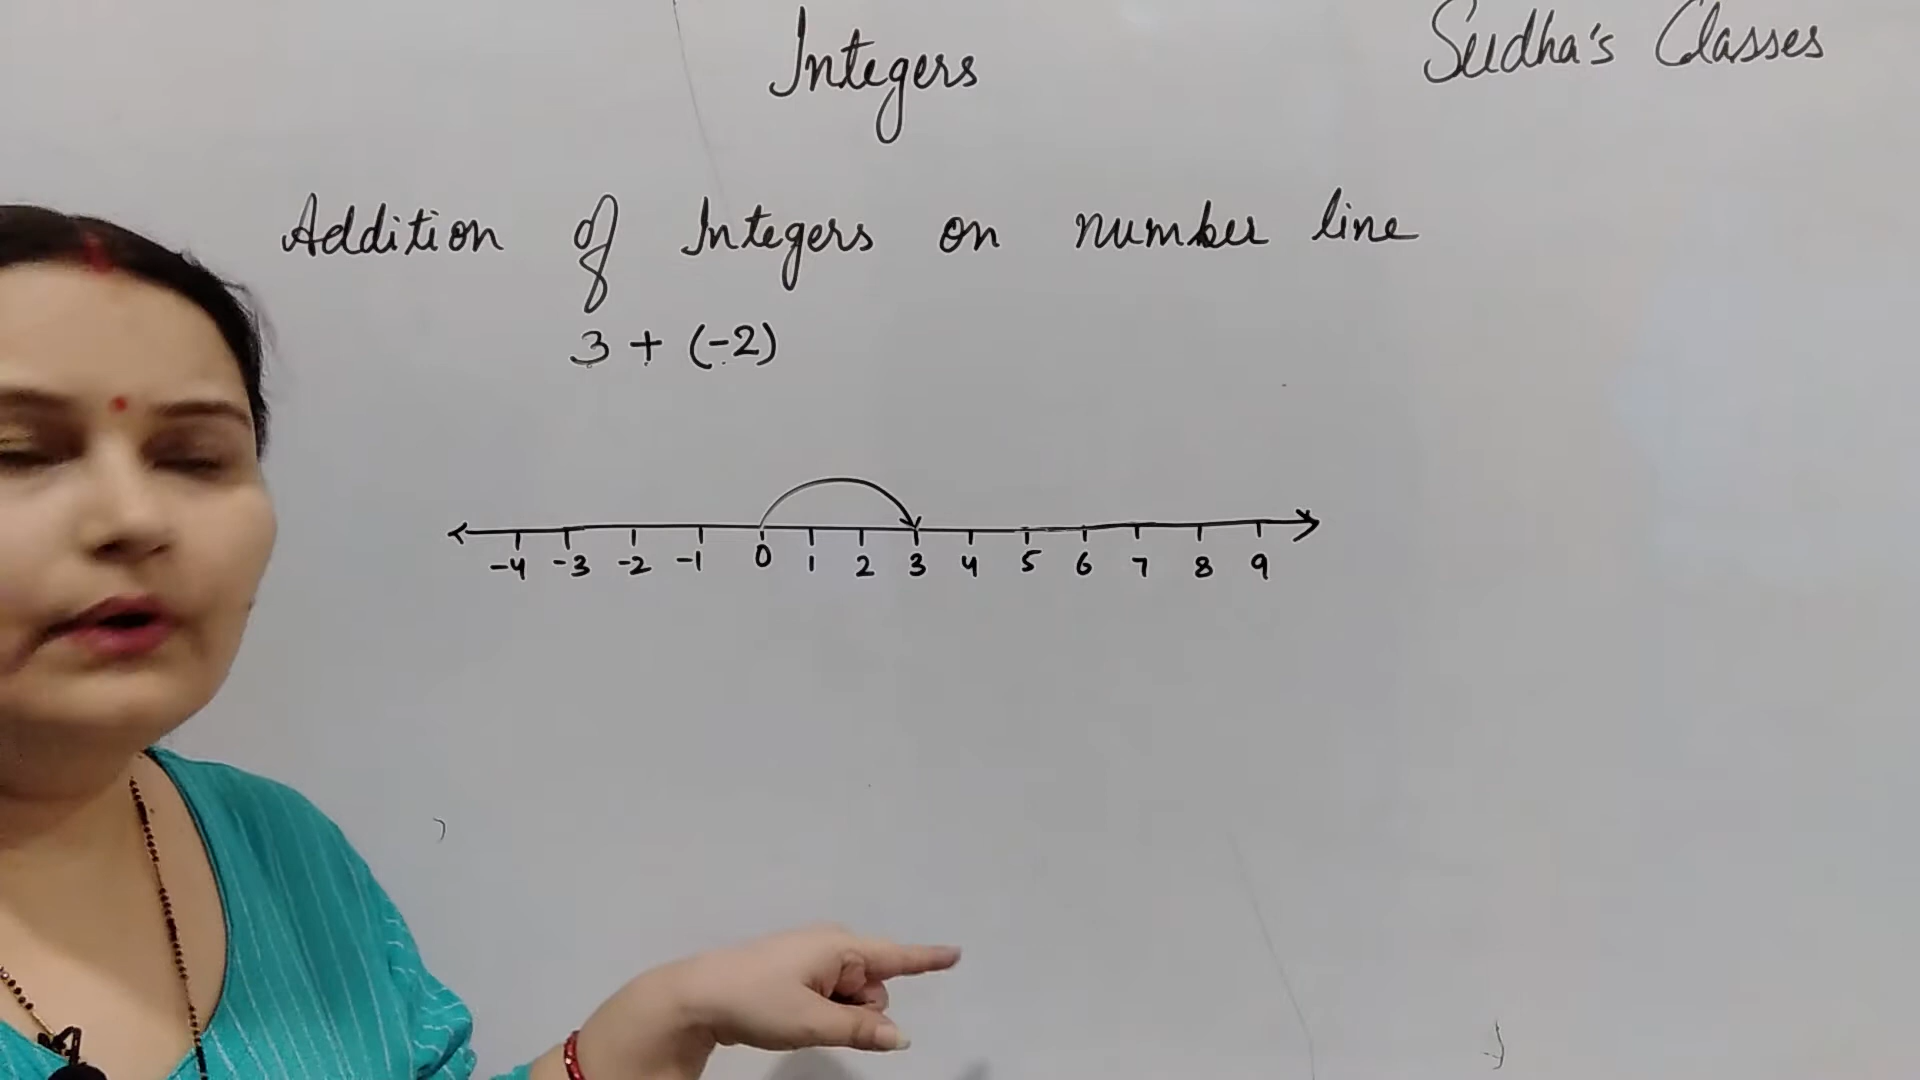 Integers
Sudha's Classes
Addition of Integers on number line
3 + (-2)
-4 -3 -2 -1 0 1 2 3 4 5 6 7 8 9